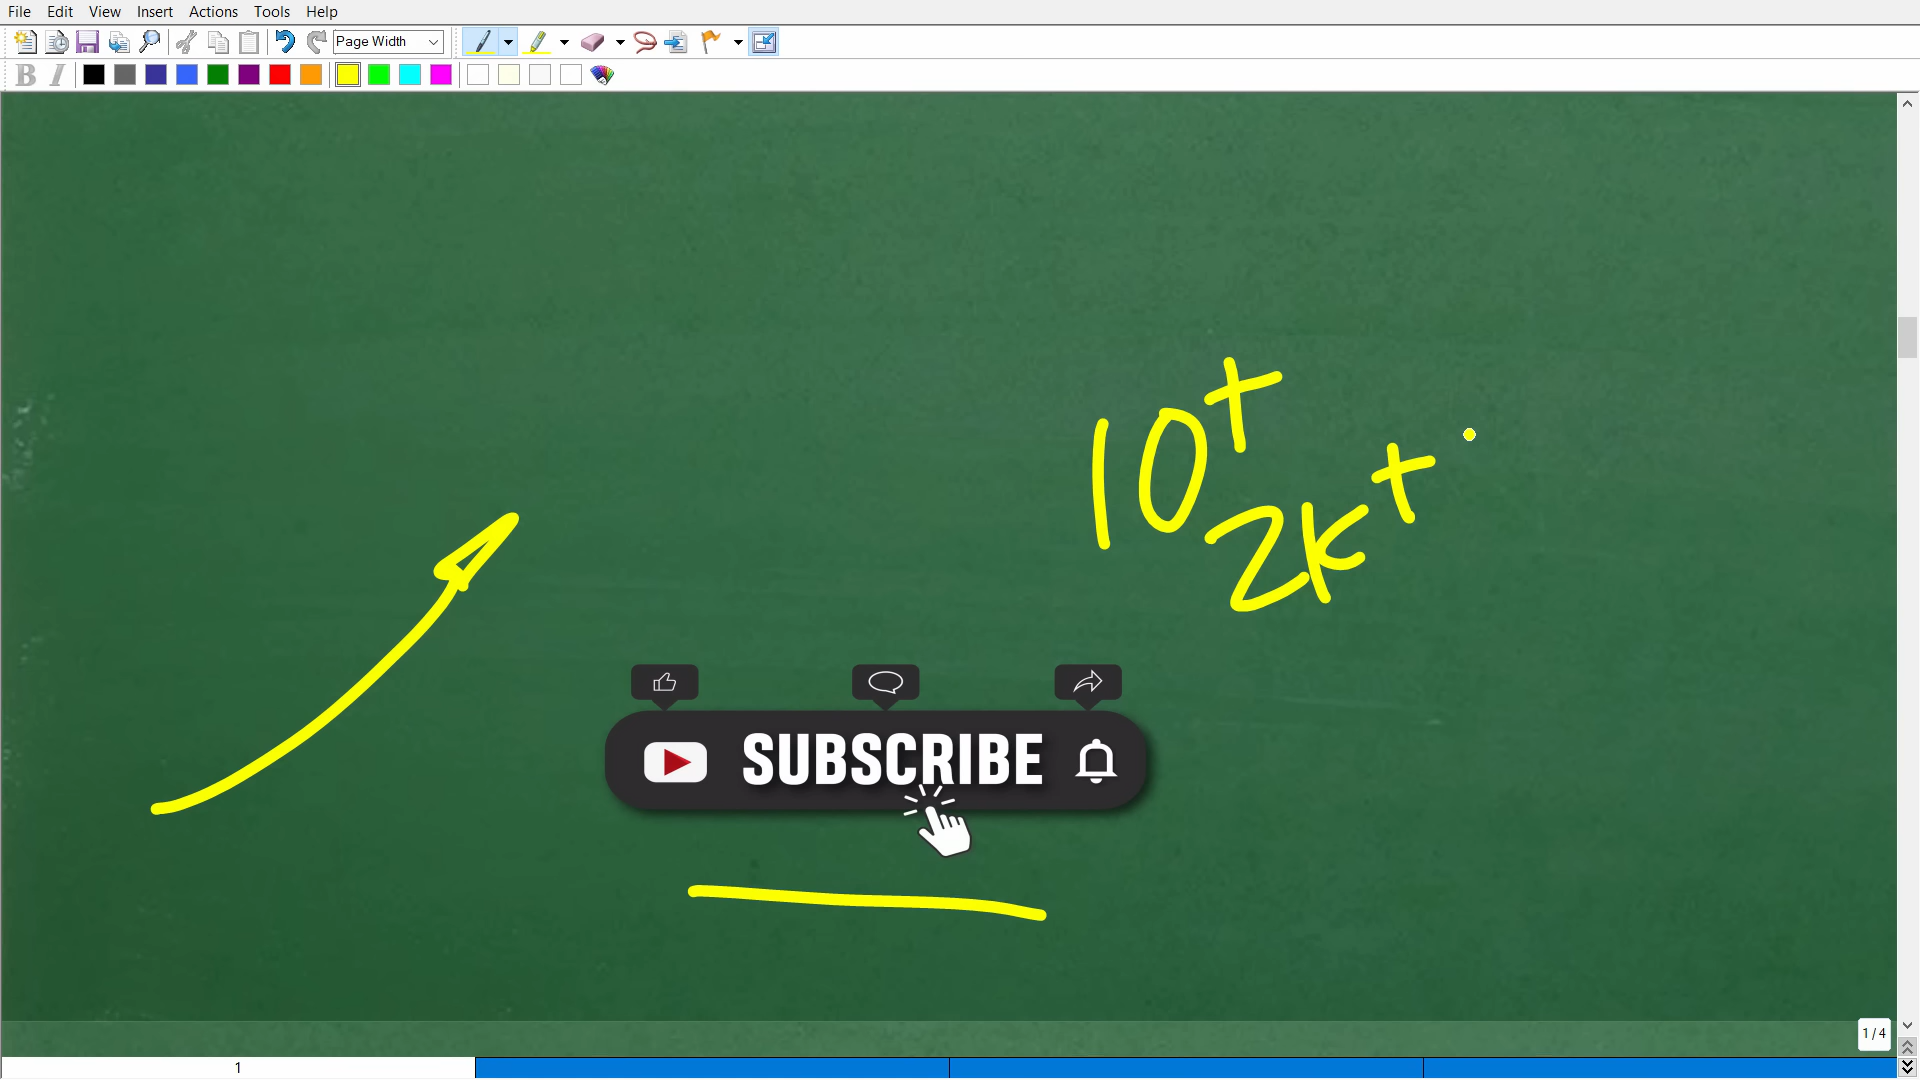 File Edit View Insert Actions Tools Help
Page Width
B I
10+
2k+
SUBSCRIBE
1 / 4
1